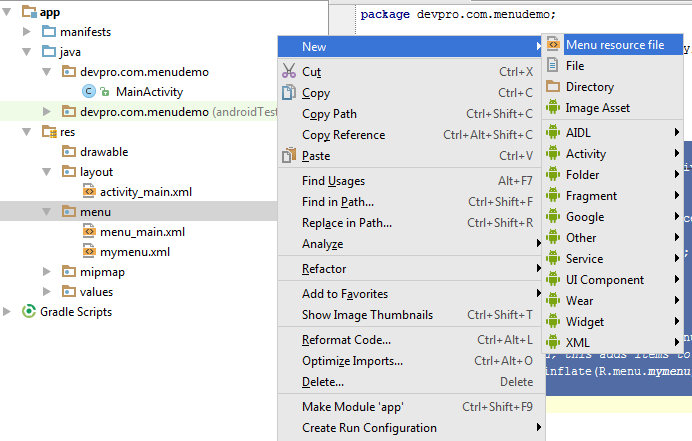 app
manifests
java
devpro.com.menudemo
MainActivity
devpro.com.menudemo (androidTest
res
drawable
layout
activity_main.xml
menu
menu_main.xml
mymenu.xml
mipmap
values
Gradle Scripts
package devpro.com.menudemo;
New
Cut Ctrl+X
Copy Ctrl+C
Copy Path Ctrl+Shift+C
Copy Reference Ctrl+Alt+Shift+C
Paste Ctrl+V
Find Usages Alt+F7
Find in Path... Ctrl+Shift+F
Replace in Path... Ctrl+Shift+R
Analyze
Refactor
Add to Favorites
Show Image Thumbnails Ctrl+Shift+T
Reformat Code... Ctrl+Alt+L
Optimize Imports... Ctrl+Alt+O
Delete... Delete
Make Module 'app' Ctrl+Shift+F9
Create Run Configuration
Menu resource file
File
Directory
Image Asset
AIDL
Activity
Folder
Fragment
Google
Other
Service
UI Component
Wear
Widget
XML
this adds items to
inflate(R.menu.mymenu